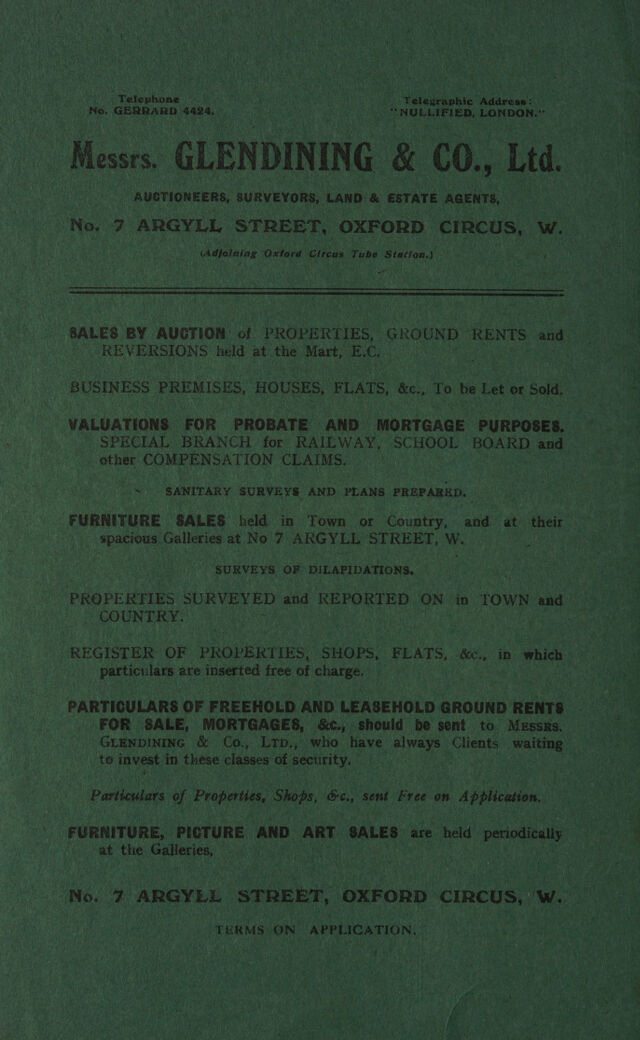 Telephone
No. GERRARD 4424.
Telegraphic Address:
"NULLIFIED, LONDON."
Messrs. GLENDINING & CO., Ltd.
AUCTIONEERS, SURVEYORS, LAND & ESTATE AGENTS,
No. 7 ARGYLL STREET, OXFORD CIRCUS, W.
(Adjoining Oxford Circus Tube Station.)
SALES BY AUCTION of PROPERTIES, GROUND RENTS and
REVERSIONS held at the Mart, E.C.
BUSINESS PREMISES, HOUSES, FLATS, &c., To be Let or Sold.
VALUATIONS FOR PROBATE AND MORTGAGE PURPOSES.
SPECIAL BRANCH for RAILWAY, SCHOOL BOARD and
other COMPENSATION CLAIMS.
SANITARY SURVEYS AND PLANS PREPARED.
FURNITURE SALES held in Town or Country, and at their
spacious Galleries at No 7 ARGYLL STREET, W.
SURVEYS OF DILAPIDATIONS.
PROPERTIES SURVEYED and REPORTED ON in TOWN and
COUNTRY.
REGISTER OF PROPERTIES, SHOPS, FLATS, &c., in which
particulars are inserted free of charge.
PARTICULARS OF FREEHOLD AND LEASEHOLD GROUND RENTS
FOR SALE, MORTGAGES, &c., should be sent to MESSRS.
GLENDINING & Co., LTD., who have always Clients waiting
to invest in these classes of security.
Particulars of Properties, Shops, &c., sent Free on Application.
FURNITURE, PICTURE AND ART SALES are held periodically
at the Galleries,
No. 7 ARGYLL STREET, OXFORD CIRCUS, W.
TERMS ON APPLICATION.